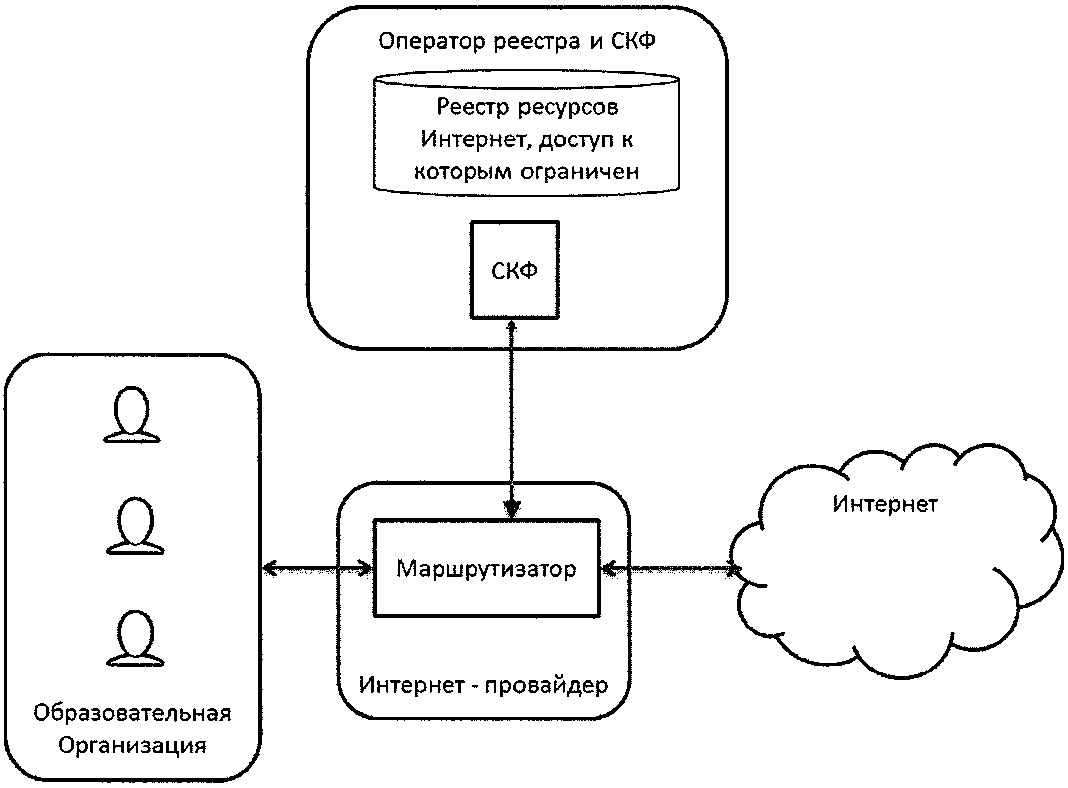 Оператор реестра и СКФ
Реестр ресурсов
Интернет, доступ к
которым ограничен
СКФ
Интернет
Маршрутизатор
Интернет - провайдер
Образовательная
Организация